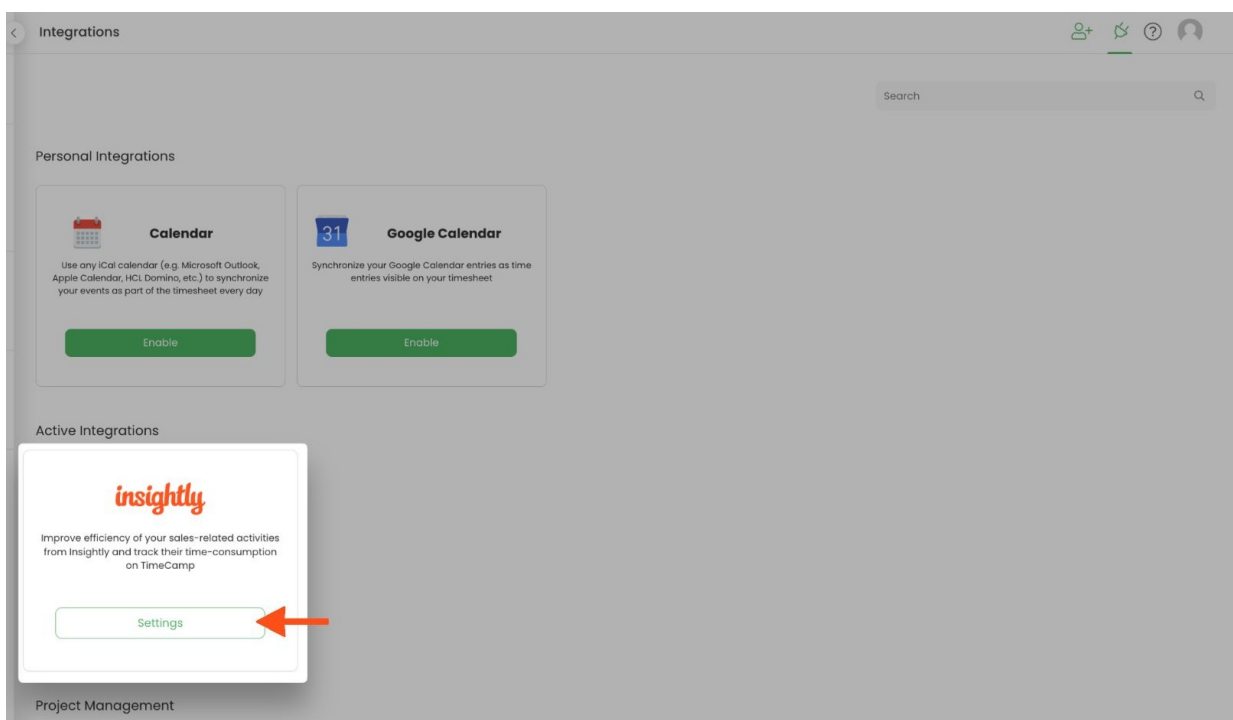 Integrations
Search
Personal Integrations
Calendar
Use any iCal calendar (e.g. Microsoft Outlook,
Apple Calendar, HCL Domino, etc.) to synchronize
your events as part of the timesheet every day
Enable
31
Google Calendar
Synchronize your Google Calendar entries as time
entries visible on your timesheet
Enable
Active Integrations
insightly
Improve efficiency of your sales-related activities
from Insightly and track their time-consumption
on TimeCamp
Settings
Project Management